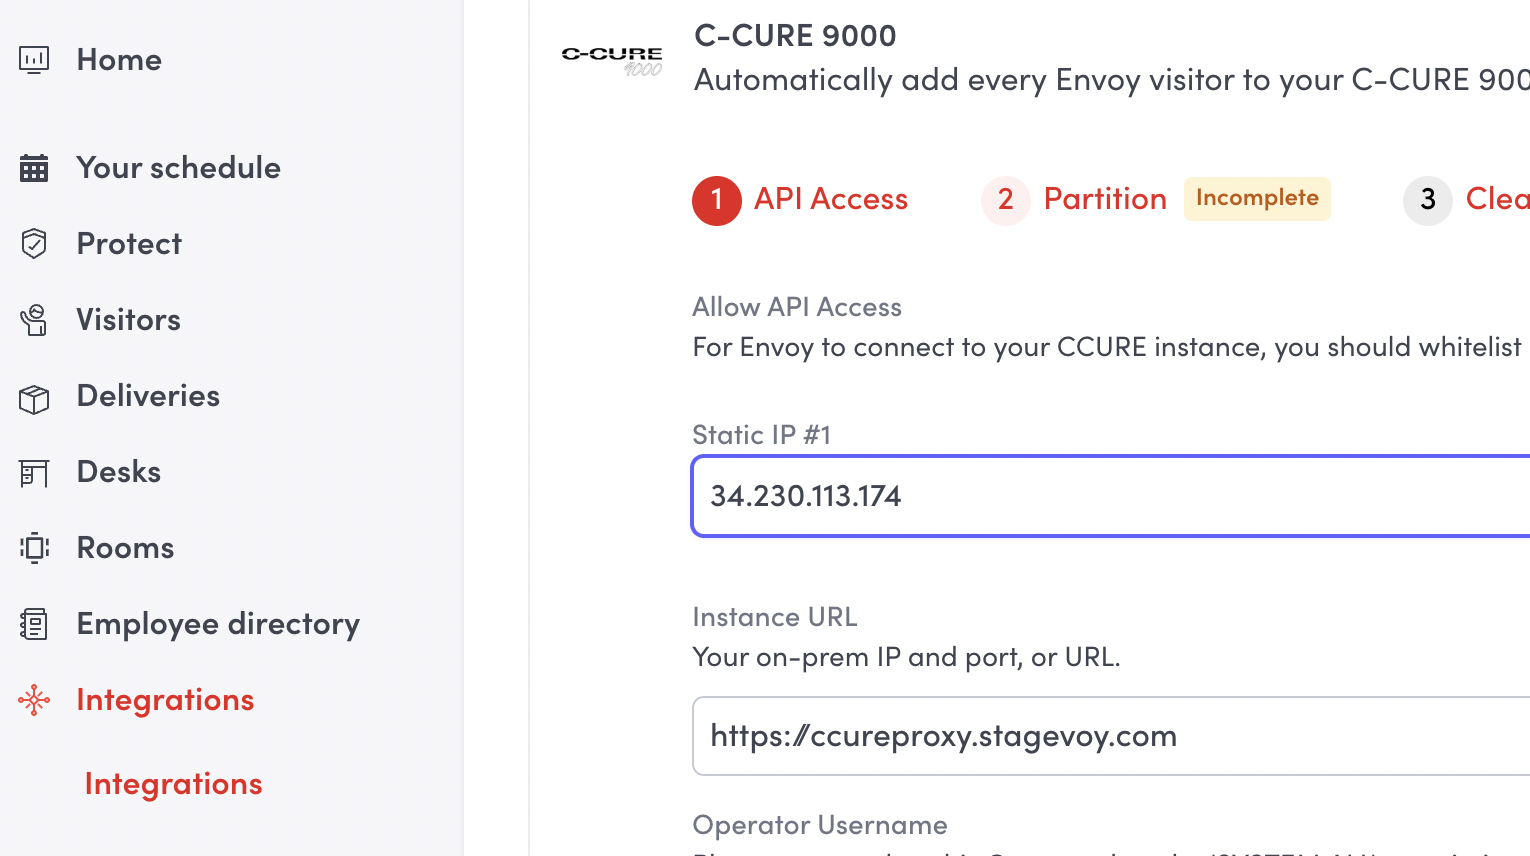 Home
Your schedule
Protect
Visitors
Deliveries
Desks
Rooms
Employee directory
Integrations
Integrations
C-CURE 9000
C-CURE 9000
Automatically add every Envoy visitor to your C-CURE
1 API Access
2 Partition Incomplete
3
Allow API Access
For Envoy to connect to your CCURE instance, you should whitelist
Static IP #1
34.230.113.174
Instance URL
Your on-prem IP and port, or URL.
https://ccureproxy.stagevoy.com
Operator Username